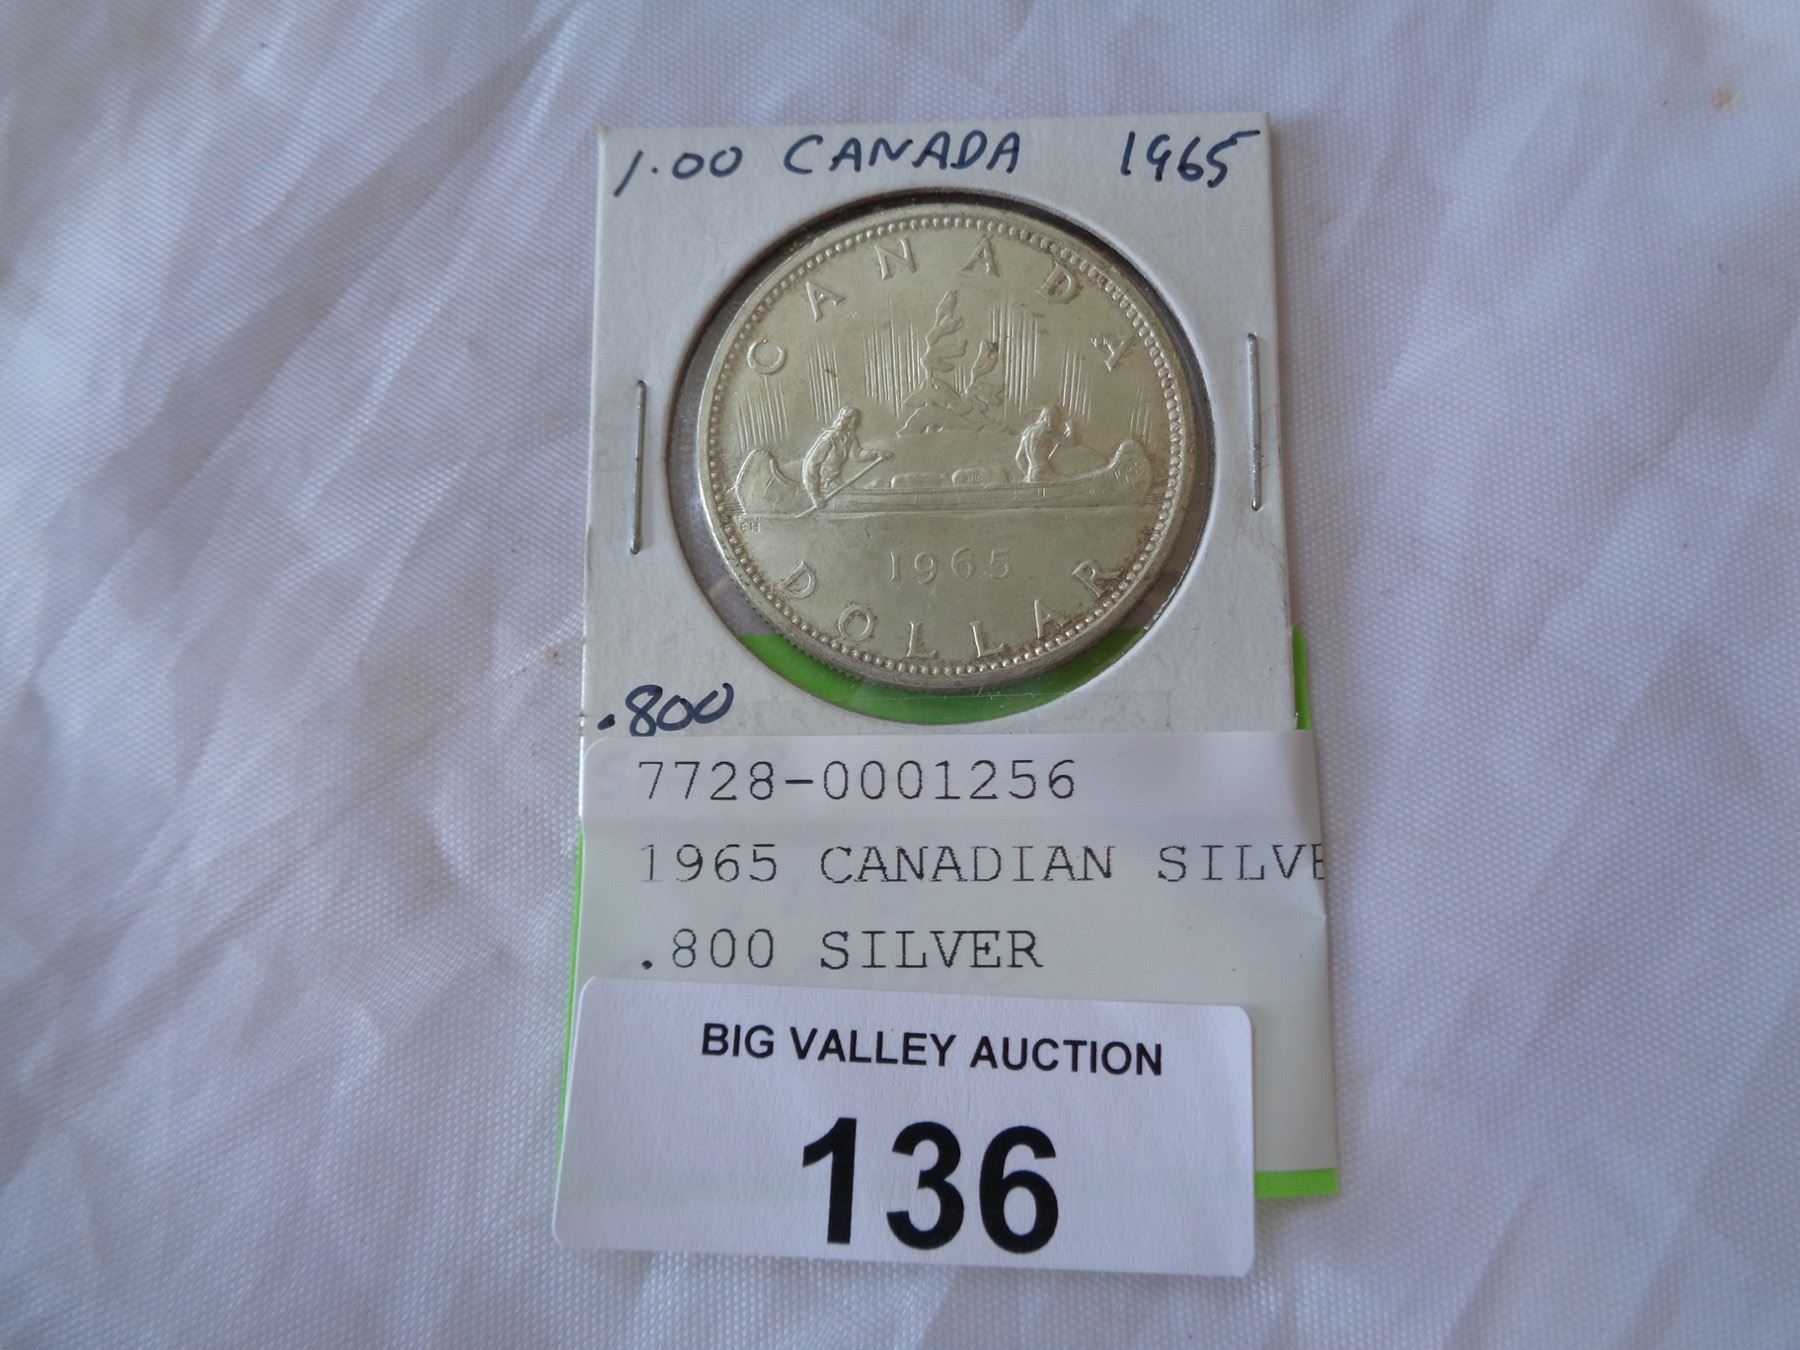 1.00 CANADA 1965
CANADA
EH
1965
DOLLAR
.800
7728-0001256
1965 CANADIAN SILVE
.800 SILVER
BIG VALLEY AUCTION
136